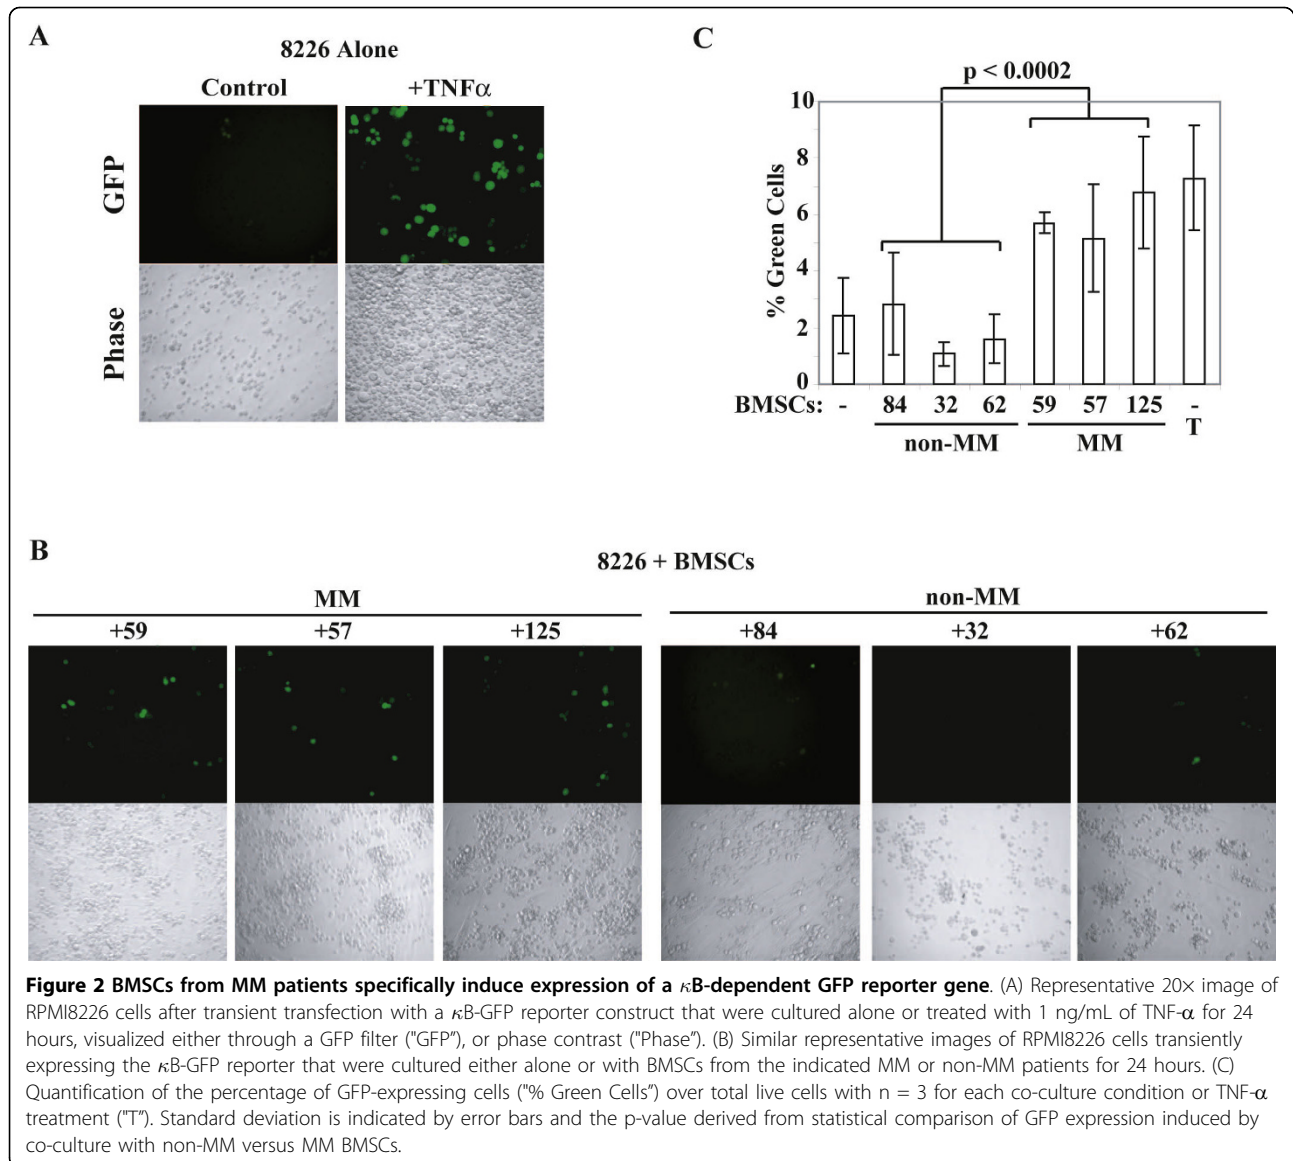 A
8226 Alone
Control
+TNFα
GFP
Phase
C
p < 0.0002
% Green Cells
10
8
6
4
2
0
BMSCs: - 84 32 62 59 57 125 -
T
non-MM MM
B
8226 + BMSCs
MM
non-MM
+59 +57 +125 +84 +32 +62
Figure 2 BMSCs from MM patients specifically induce expression of a κB-dependent GFP reporter gene. (A) Representative 20× image of
RPMI8226 cells after transient transfection with a κB-GFP reporter construct that were cultured alone or treated with 1 ng/mL of TNF-α for 24
hours, visualized either through a GFP filter ("GFP"), or phase contrast ("Phase"). (B) Similar representative images of RPMI8226 cells transiently
expressing the κB-GFP reporter that were cultured either alone or with BMSCs from the indicated MM or non-MM patients for 24 hours. (C)
Quantification of the percentage of GFP-expressing cells ("% Green Cells") over total live cells with n = 3 for each co-culture condition or TNF-α
treatment ("T"). Standard deviation is indicated by error bars and the p-value derived from statistical comparison of GFP expression induced by
co-culture with non-MM versus MM BMSCs.